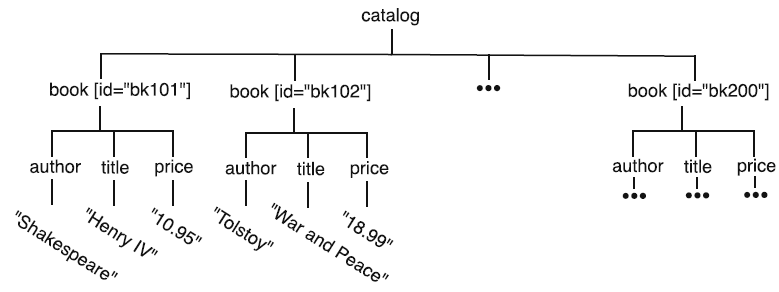 catalog
book [id="bk101"] book [id="bk102"] ••• book [id="bk200"]
author title price author title price author title price
"Shakespeare" "Henry IV" "10.95" "Tolstoy" "War and Peace" "18.99" ••• ••• •••